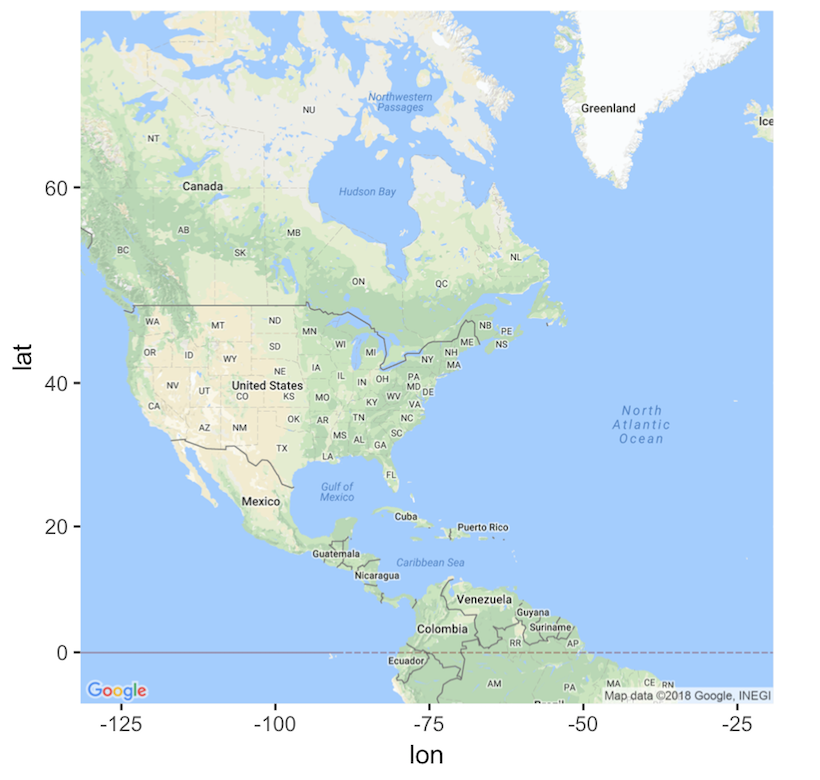 Northwestern
Passages
NU
Greenland
Ice
NT
60
Canada
Hudson Bay
AB
MB
BC
SK
NL
ON
QC
WA
MT
ND
MN
NB
PE
NS
ME
OR
ID
WY
SD
WI
MI
NY
NH
MA
lat
40
NV
UT
United States
CO
NE
KS
IA
IL
IN
OH
PA
MD
DE
MO
KY
WV
VA
CA
AZ
NM
OK
AR
TN
NC
SC
MS
AL
GA
TX
LA
FL
North
Atlantic
Ocean
Gulf of
Mexico
Mexico
20
Cuba
Puerto Rico
Guatemala
Caribbean Sea
Nicaragua
Venezuela
Guyana
Suriname
Colombia
RR
AP
0
Ecuador
AM
PA
MA
CE
RN
Google
Map data ©2018 Google, INEGI
-125
-100
-75
-50
-25
lon